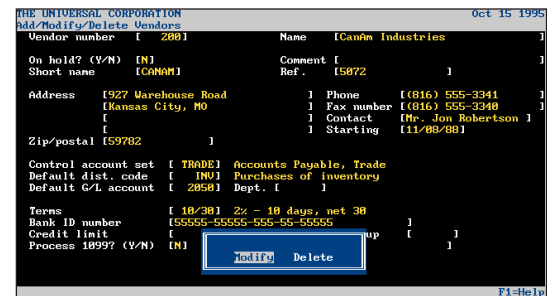 THE UNIVERSAL CORPORATION Oct 15 1995
Add/Modify/Delete Vendors
Vendor number [ 200] Name [CanAm Industries ]
On hold? (Y/N) [N] Comment [ ]
Short name [CANAM] Ref. [5072 ]
Address [927 Warehouse Road ] Phone [(816) 555-3341 ]
[Kansas City, MO ] Fax number [(816) 555-3340 ]
[ ] Contact [Mr. Jon Robertson ]
[ ] Starting [11/08/88]
Zip/postal [59782 ]
Control account set [ TRADE] Accounts Payable, Trade
Default dist. code [ INV] Purchases of inventory
Default G/L account [ 2050] Dept. [ ]
Terms [ 10/30] 2% - 10 days, net 30
Bank ID number [55555-55555-555-55-55555 ]
Credit limit [ up [ ]
Process 1099? (Y/N) [N] ]
Modify Delete
F1=Help